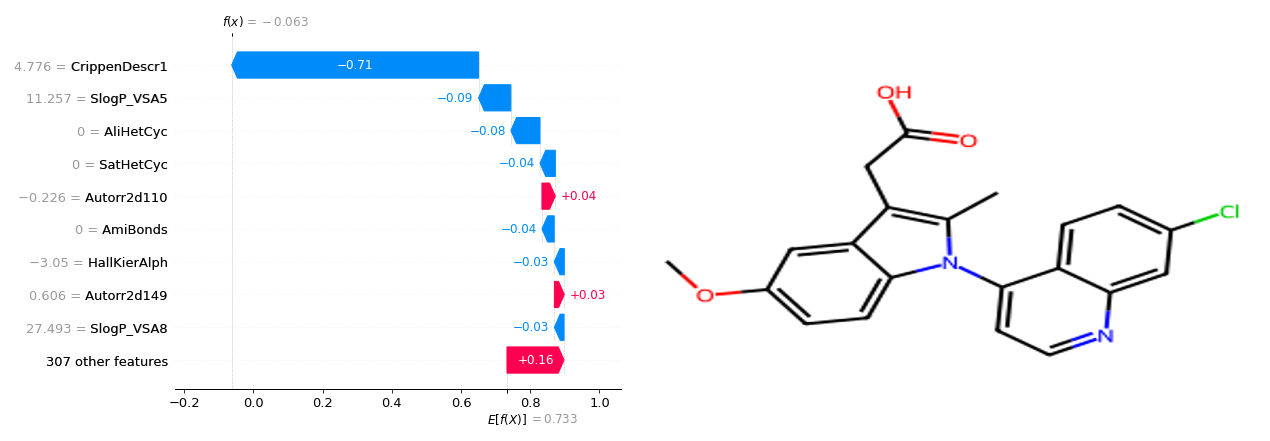 f(x) = −0.063
4.776 = CrippenDescr1
−0.71
11.257 = SlogP_VSA5
−0.09
0 = AliHetCyc
−0.08
0 = SatHetCyc
−0.04
−0.226 = Autorr2d110
+0.04
0 = AmiBonds
−0.04
−3.05 = HallKierAlph
−0.03
0.606 = Autorr2d149
+0.03
27.493 = SlogP_VSA8
−0.03
307 other features
+0.16
−0.2 0.0 0.2 0.4 0.6 0.8 1.0
E[f(X)] = 0.733
OH
O
Cl
N
O
N